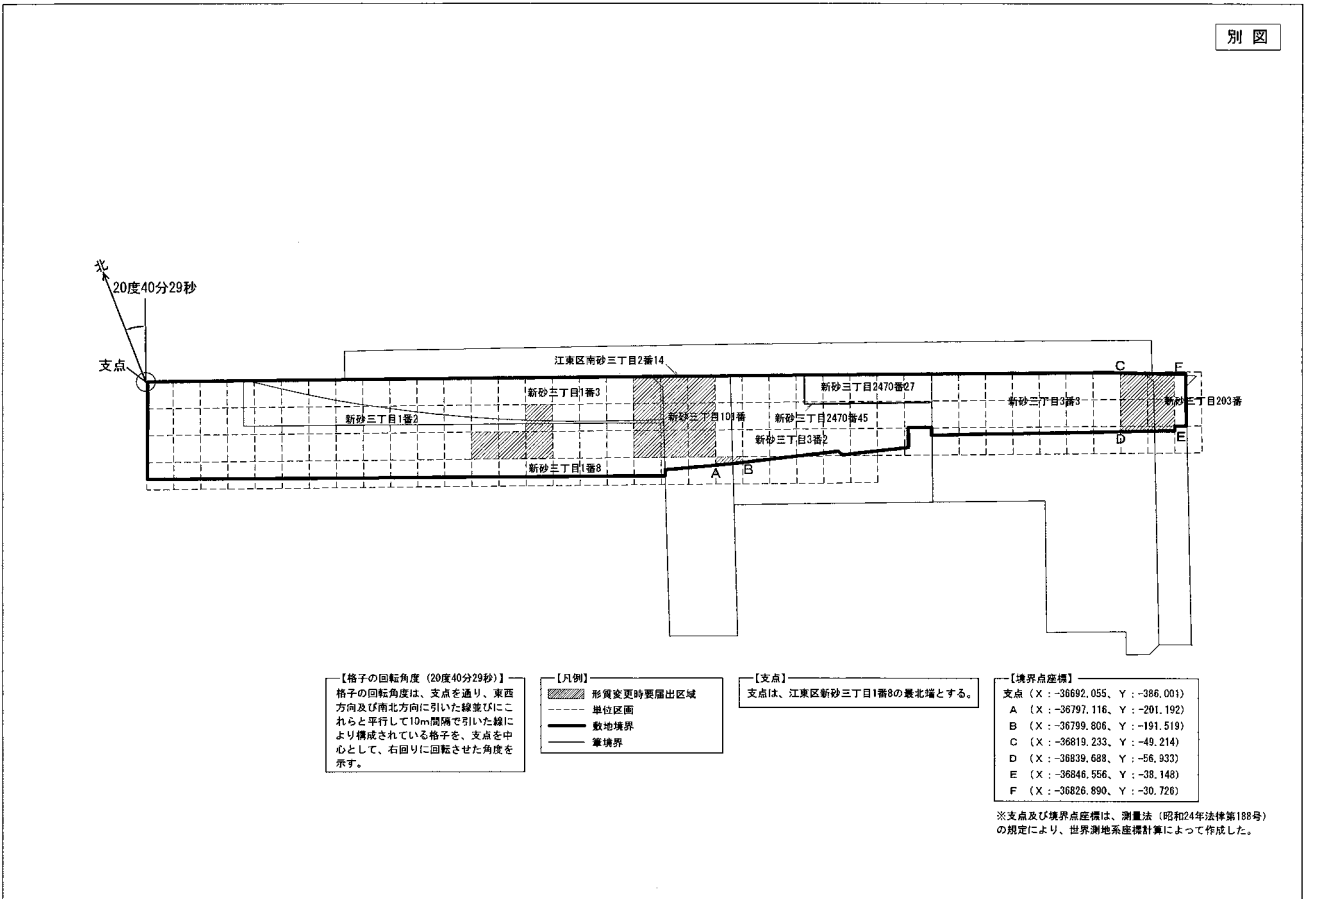 別図
北
20度40分29秒
支点
江東区南砂三丁目2番14
C
F
新砂三丁目1番3
新砂三丁目2470番27
新砂三丁目3番3
新砂三丁目203番
新砂三丁目1番2
新砂三丁目2470番45
新砂三丁目3番2
D
E
新砂三丁目1番8
A
B
【格子の回転角度（20度40分29秒）】
格子の回転角度は、支点を通り、東西
方向及び南北方向に引いた線並びにこ
れらと平行して10m間隔で引いた線に
より構成されている格子を、支点を中
心として、右回りに回転させた角度を
示す。
【凡例】
形質変更時要届出区域
単位区画
敷地境界
筆境界
【支点】
支点は、江東区新砂三丁目1番8の最北端とする。
【境界点座標】
支点（X：-36692.055、Y：-386.001）
A （X：-36797.116、Y：-201.192）
B （X：-36799.806、Y：-191.519）
C （X：-36819.233、Y：-49.214）
D （X：-36839.688、Y：-56.933）
E （X：-36846.556、Y：-38.148）
F （X：-36826.890、Y：-30.726）
※支点及び境界点座標は、測量法（昭和24年法律第188号）
の規定により、世界測地系座標計算によって作成した。